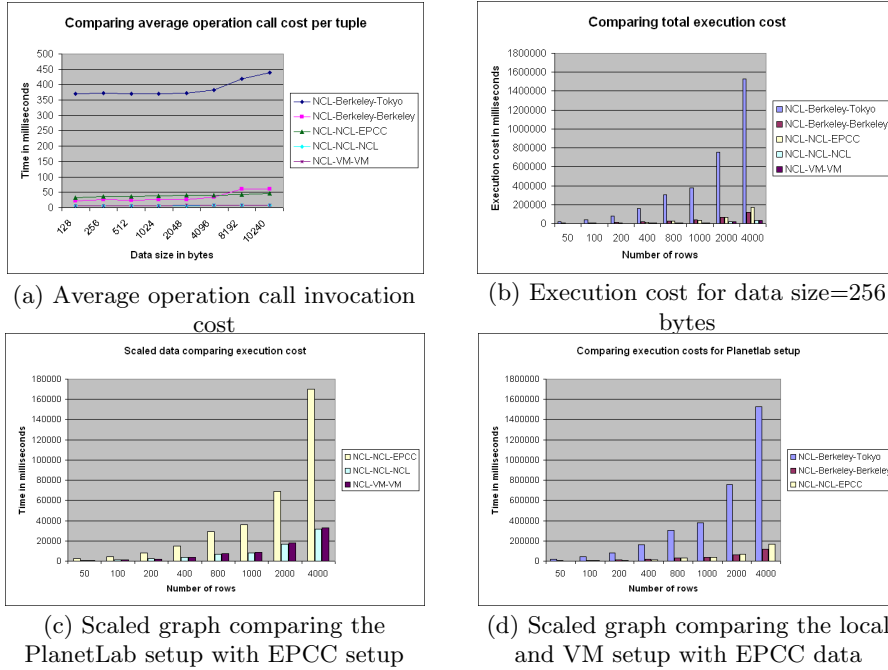 Comparing average operation call cost per tuple
Time in milliseconds
500
450
400
350
300
250
200
150
100
50
0
128
256
512
1024
2048
4096
8192
10240
Data size in bytes
NCL-Berkeley-Tokyo
NCL-Berkeley-Berkeley
NCL-NCL-EPCC
NCL-NCL-NCL
NCL-VM-VM
(a) Average operation call invocation
cost
Comparing total execution cost
Execution cost in milliseconds
1800000
1600000
1400000
1200000
1000000
800000
600000
400000
200000
0
50 100 200 400 800 1000 2000 4000
Number of rows
NCL-Berkeley-Tokyo
NCL-Berkeley-Berkeley
NCL-NCL-EPCC
NCL-NCL-NCL
NCL-VM-VM
(b) Execution cost for data size=256
bytes
Scaled data comparing execution cost
Time in milliseconds
180000
160000
140000
120000
100000
80000
60000
40000
20000
0
50 100 200 400 800 1000 2000 4000
Number of rows
NCL-NCL-EPCC
NCL-NCL-NCL
NCL-VM-VM
(c) Scaled graph comparing the
PlanetLab setup with EPCC setup
Comparing execution costs for Planetlab setup
Time in milliseconds
1800000
1600000
1400000
1200000
1000000
800000
600000
400000
200000
0
50 100 200 400 800 1000 2000 4000
Number of rows
NCL-Berkeley-Tokyo
NCL-Berkeley-Berkeley
NCL-NCL-EPCC
(d) Scaled graph comparing the local
and VM setup with EPCC data